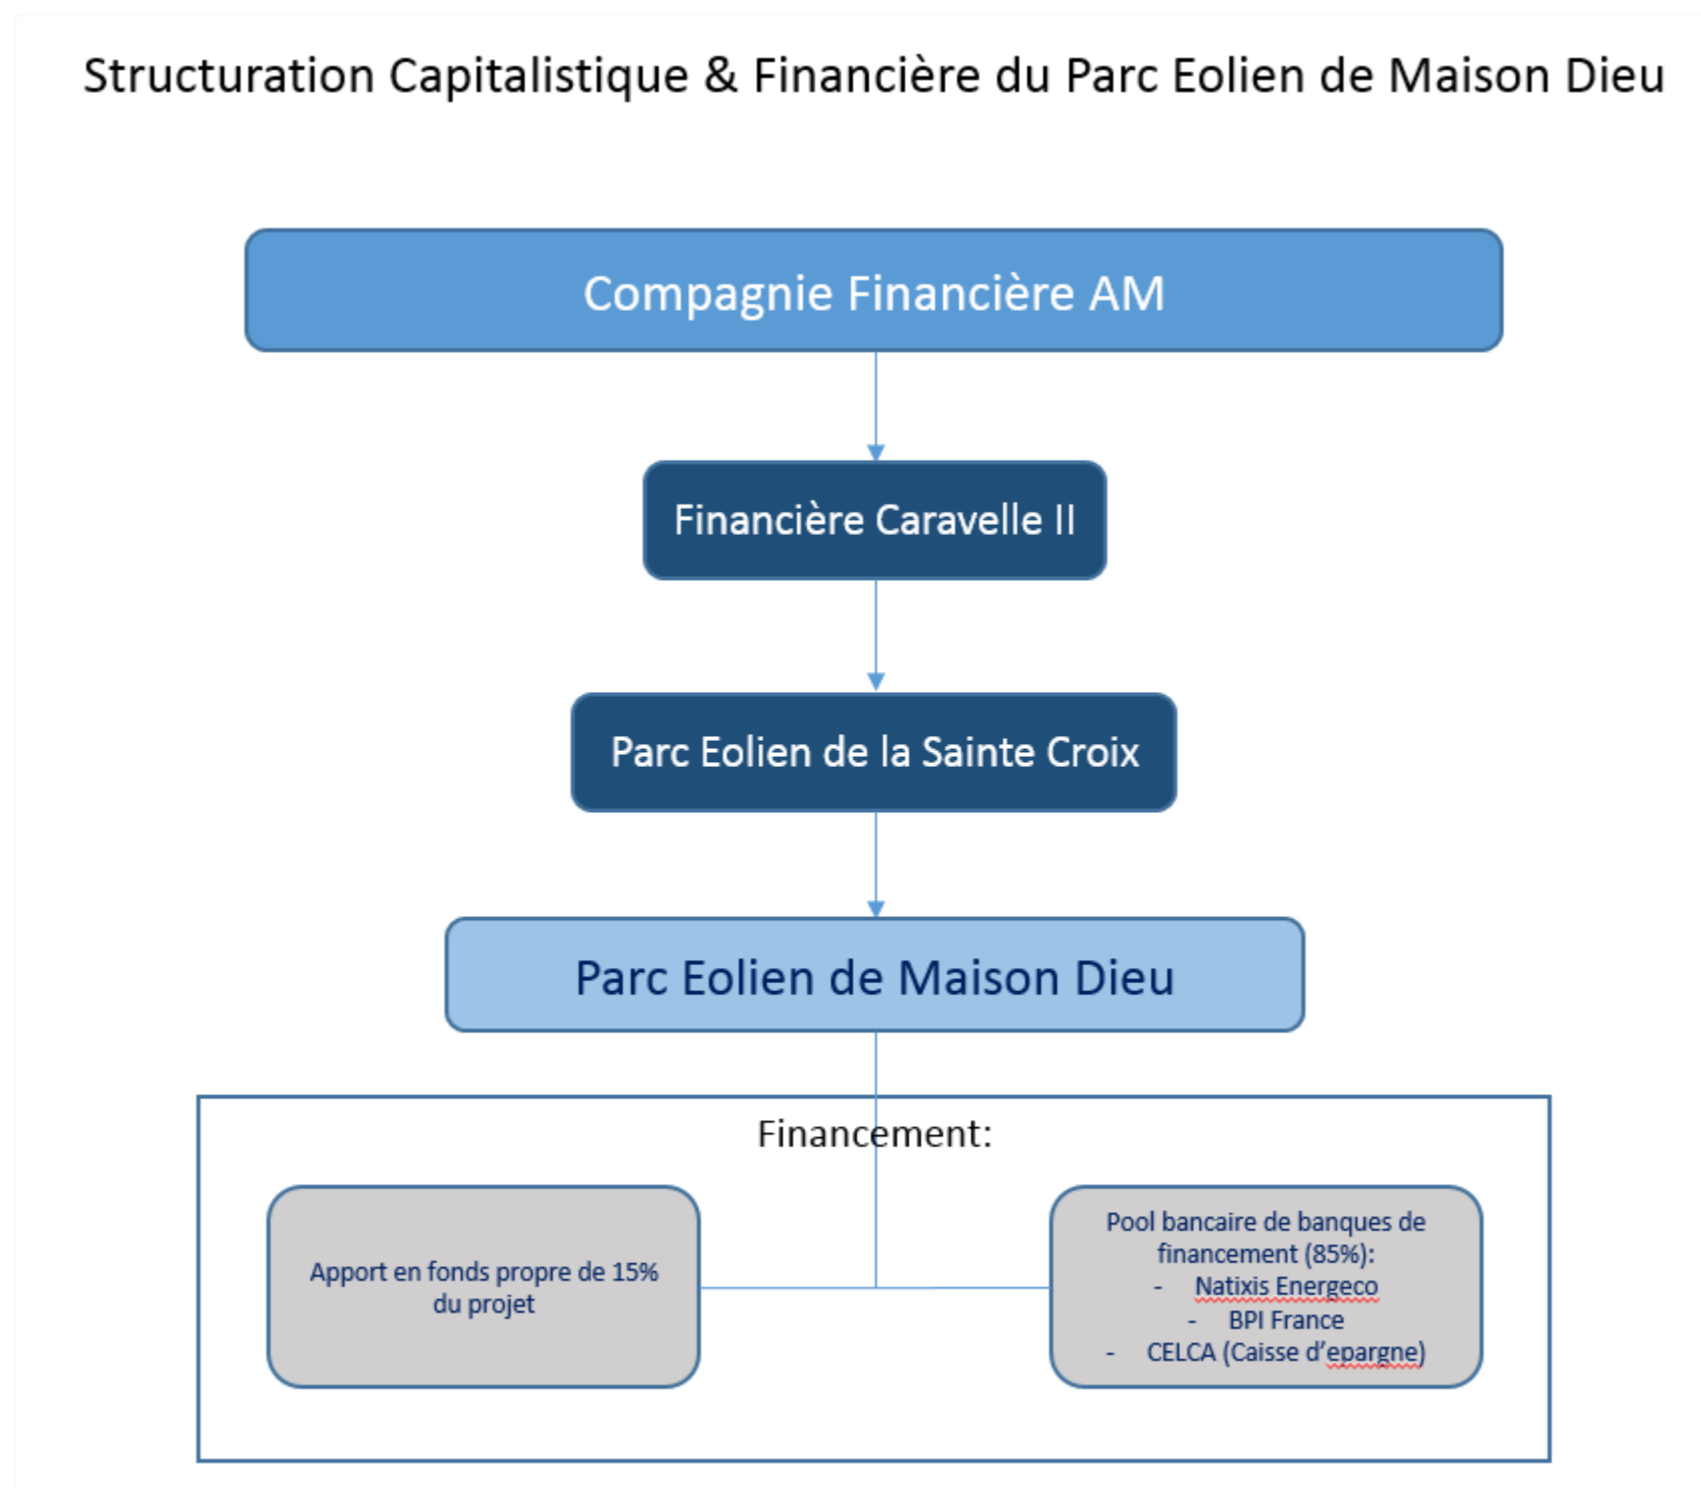 Structuration Capitalistique & Financière du Parc Eolien de Maison Dieu
Compagnie Financière AM
Financière Caravelle II
Parc Eolien de la Sainte Croix
Parc Eolien de Maison Dieu
Financement:
Apport en fonds propre de 15%
du projet
Pool bancaire de banques de
financement (85%):
- Natixis Energeco
- BPI France
- CELCA (Caisse d’epargne)